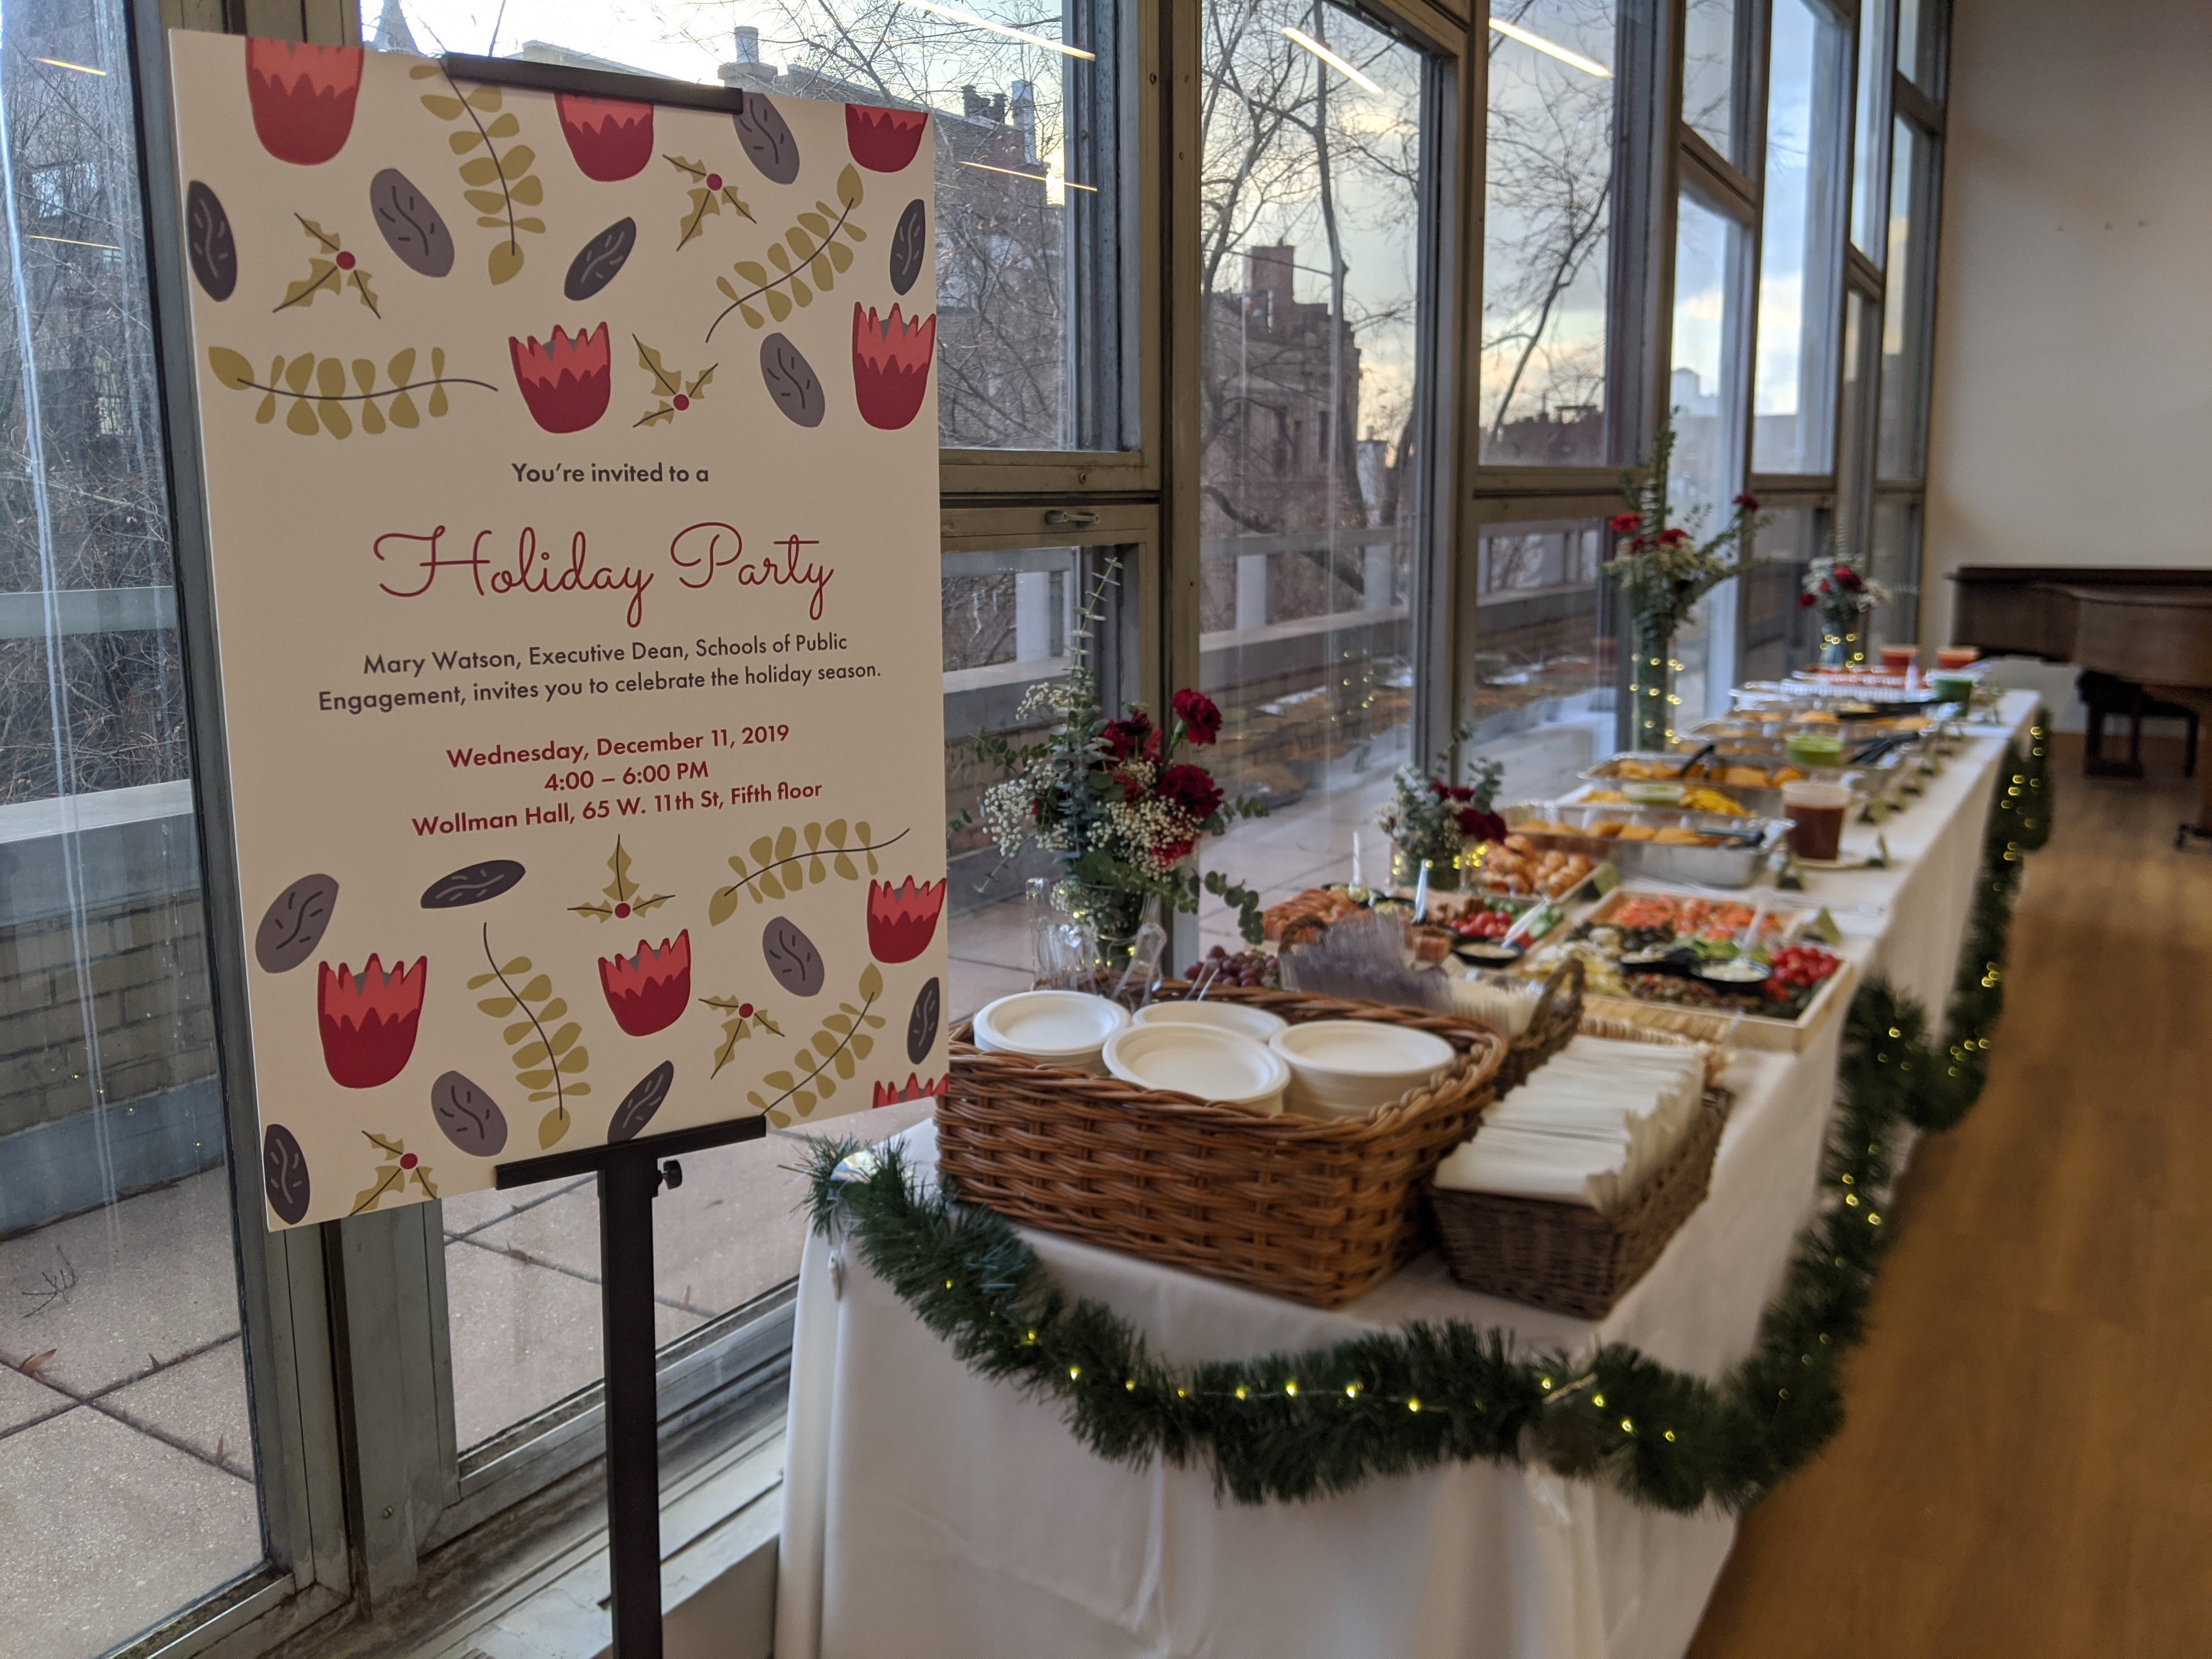 You're invited to a
Holiday Party
Mary Watson, Executive Dean, Schools of Public
Engagement, invites you to celebrate the holiday season.
Wednesday, December 11, 2019
4:00 – 6:00 PM
Wollman Hall, 65 W. 11th St, Fifth floor